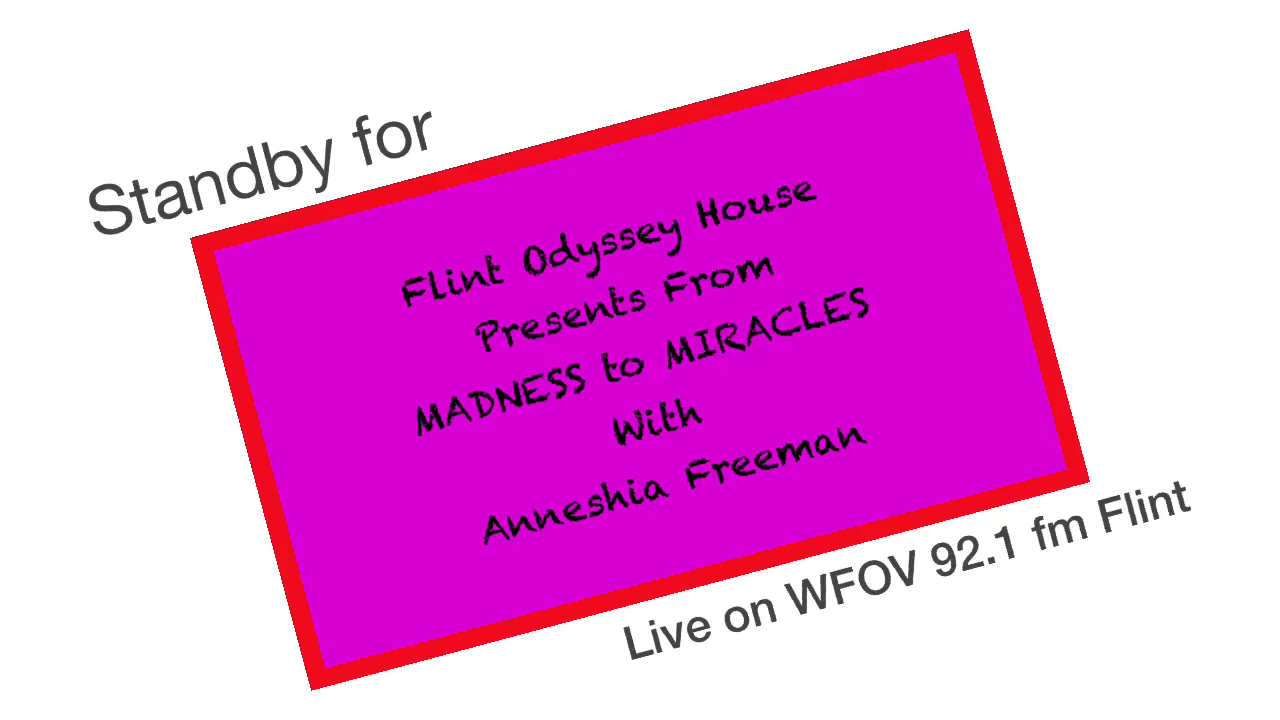 Standby for
Flint Odyssey House
Presents From
MADNESS to MIRACLES
With
Anneshia Freeman
Live on WFOV 92.1 fm Flint